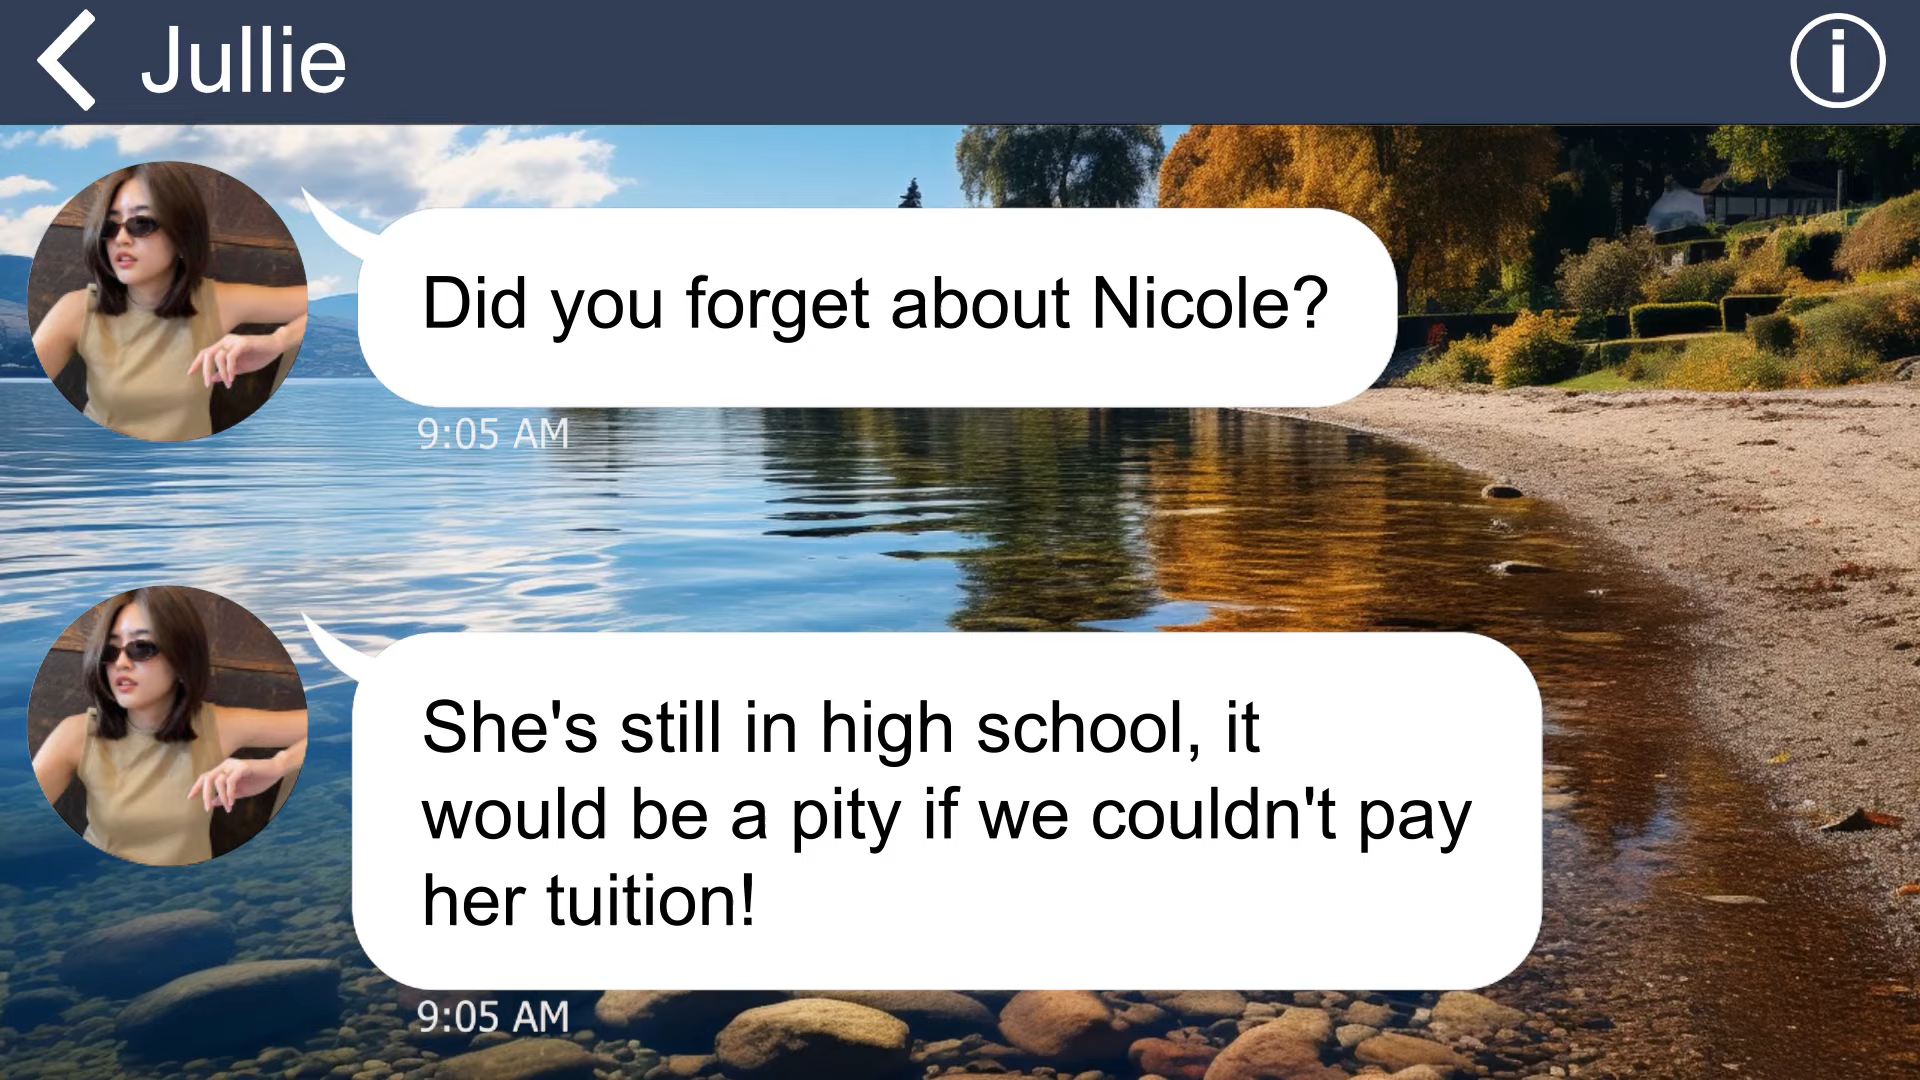 Jullie
Did you forget about Nicole?
9:05 AM
She's still in high school, it
would be a pity if we couldn't pay
her tuition!
9:05 AM